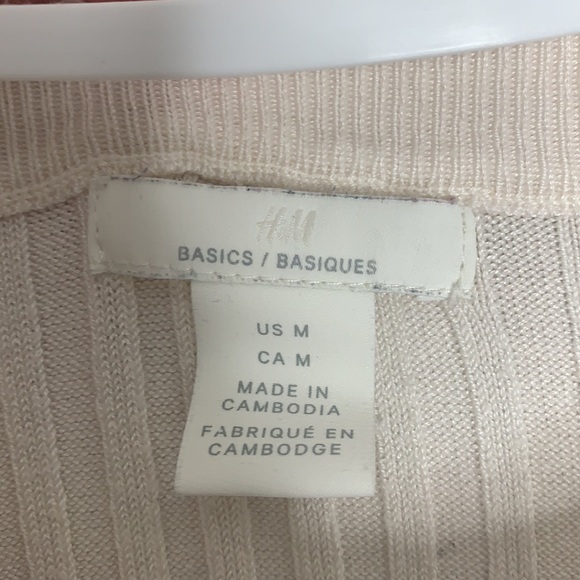 H&M
BASICS / BASIQUES
US M
CA M
MADE IN
CAMBODIA
FABRIQUÉ EN
CAMBODGE